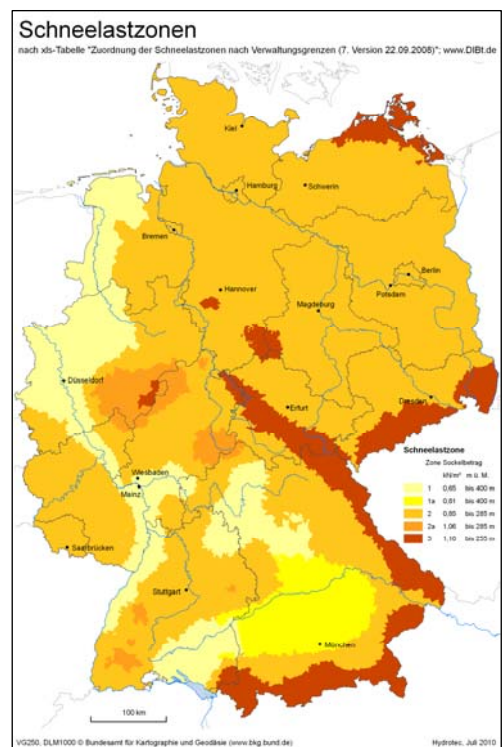 Schneelastzonen
nach xls-Tabelle "Zuordnung der Schneelastzonen nach Verwaltungsgrenzen (7. Version 22.09.2008)"; www.DIBt.de
Kiel
Hamburg
Schwerin
Bremen
Berlin
Hannover
Potsdam
Magdeburg
Düsseldorf
Dresden
Erfurt
Wiesbaden
Mainz
Saarbrücken
Stuttgart
München
Schneelastzone
Zone Sockelbetrag
kN/m² m ü. M.
1 0,65 bis 400 m
1a 0,81 bis 400 m
2 0,85 bis 285 m
2a 1,06 bis 285 m
3 1,10 bis 255 m
100 km
VG250, DLM1000 © Bundesamt für Kartographie und Geodäsie (www.bkg.bund.de)
Hydrotec, Juli 2010